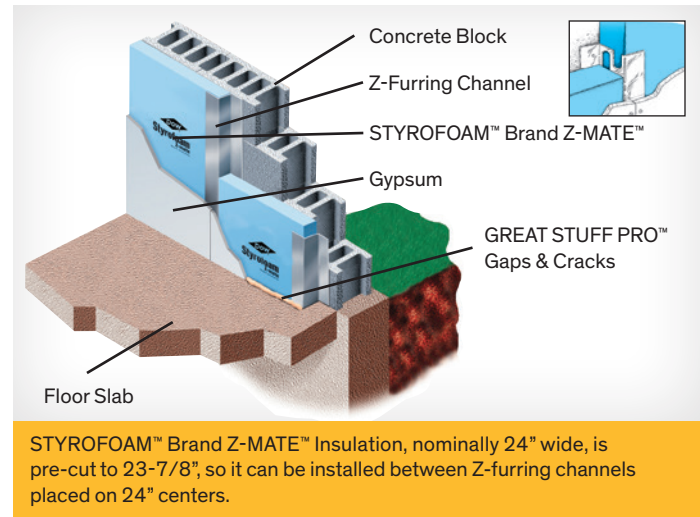 Concrete Block
Z-Furring Channel
STYROFOAM™ Brand Z-MATE™
Gypsum
GREAT STUFF PRO™
Gaps & Cracks
Floor Slab
Styrofoam
Styrofoam
STYROFOAM™ Brand Z-MATE™ Insulation, nominally 24” wide, is
pre-cut to 23-7/8”, so it can be installed between Z-furring channels
placed on 24” centers.